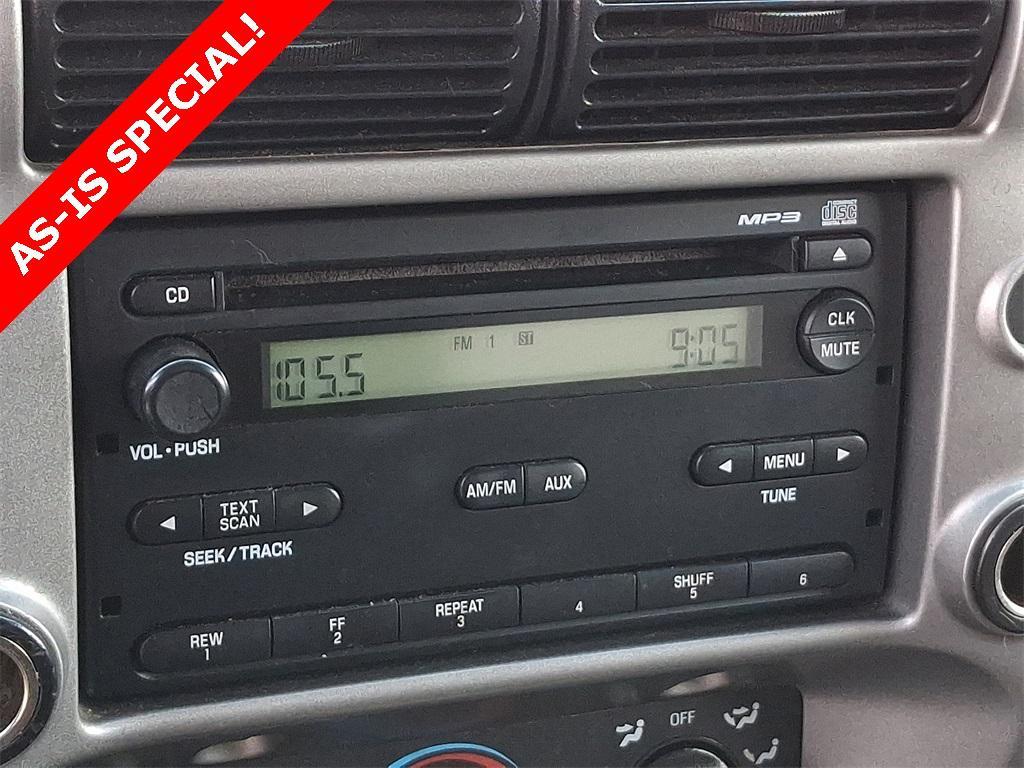 AS-IS SPECIAL!
MP3
COMPACT
disc
DIGITAL AUDIO
CD
CLK
MUTE
FM 1 ST
105.5
9:05
VOL•PUSH
AM/FM
AUX
MENU
TUNE
TEXT
SCAN
SEEK/TRACK
REW
1
FF
2
REPEAT
3
4
SHUFF
5
6
OFF